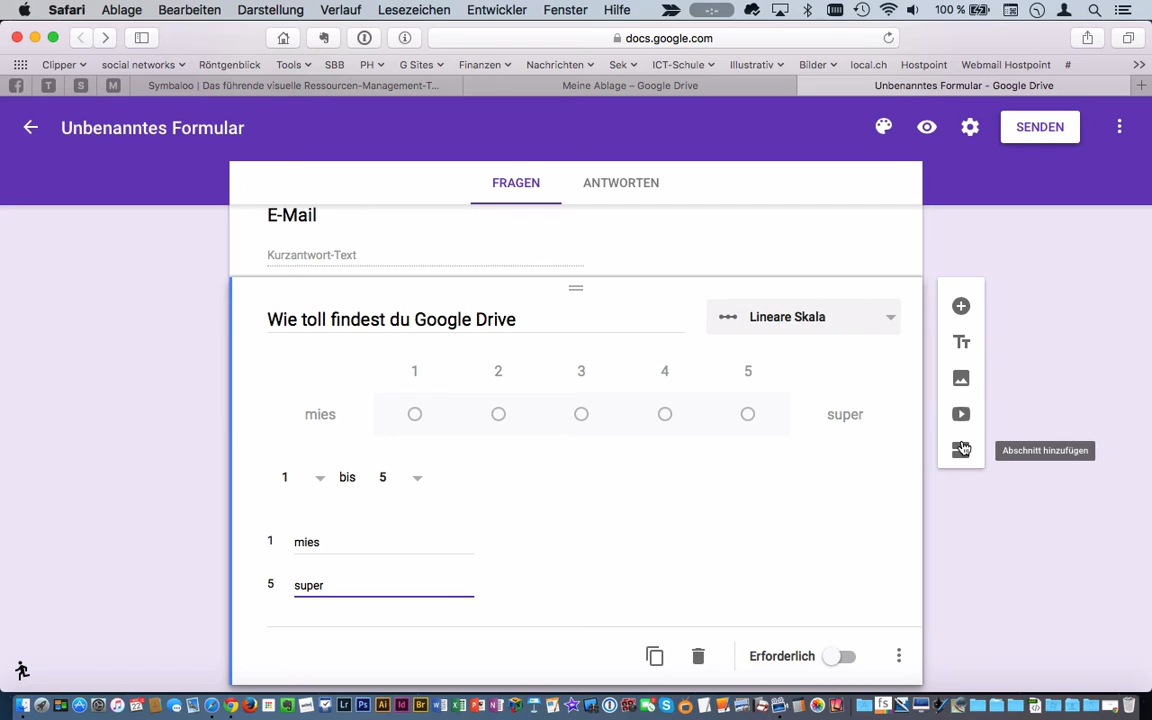 Safari Ablage Bearbeiten Darstellung Verlauf Lesezeichen Entwickler Fenster Hilfe 100 %
docs.google.com
Clipper social networks Röntgenblick Tools SBB PH G Sites Finanzen Nachrichten Sek ICT-Schule Illustrativ Bilder local.ch Hostpoint Webmail Hostpoint #
T S M Symbaloo | Das führende visuelle Ressourcen-Management-T... Meine Ablage – Google Drive Unbenanntes Formular - Google Drive
Unbenanntes Formular SENDEN
FRAGEN ANTWORTEN
E-Mail
Kurzantwort-Text
Wie toll findest du Google Drive Lineare Skala
1 2 3 4 5
mies super
Abschnitt hinzufügen
1 bis 5
1 mies
5 super
Erforderlich